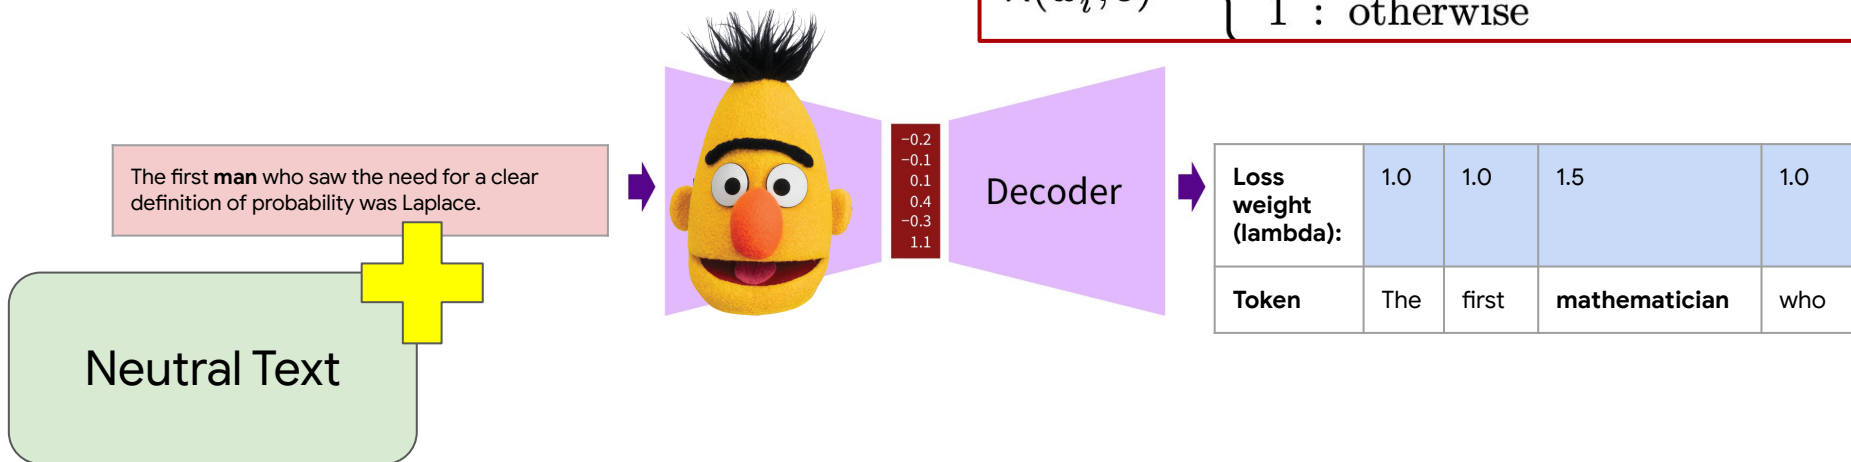 1 : otherwise
The first man who saw the need for a clear
definition of probability was Laplace.
Neutral Text
−0.2
−0.1
0.1
0.4
−0.3
1.1
Decoder
Loss weight (lambda): 1.0 1.0 1.5 1.0
Token The first mathematician who